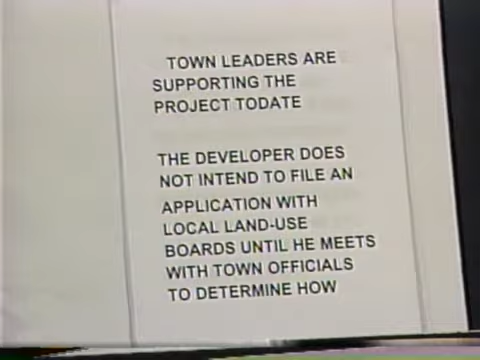 TOWN LEADERS ARE
SUPPORTING THE
PROJECT TODATE
THE DEVELOPER DOES
NOT INTEND TO FILE AN
APPLICATION WITH
LOCAL LAND-USE
BOARDS UNTIL HE MEETS
WITH TOWN OFFICIALS
TO DETERMINE HOW